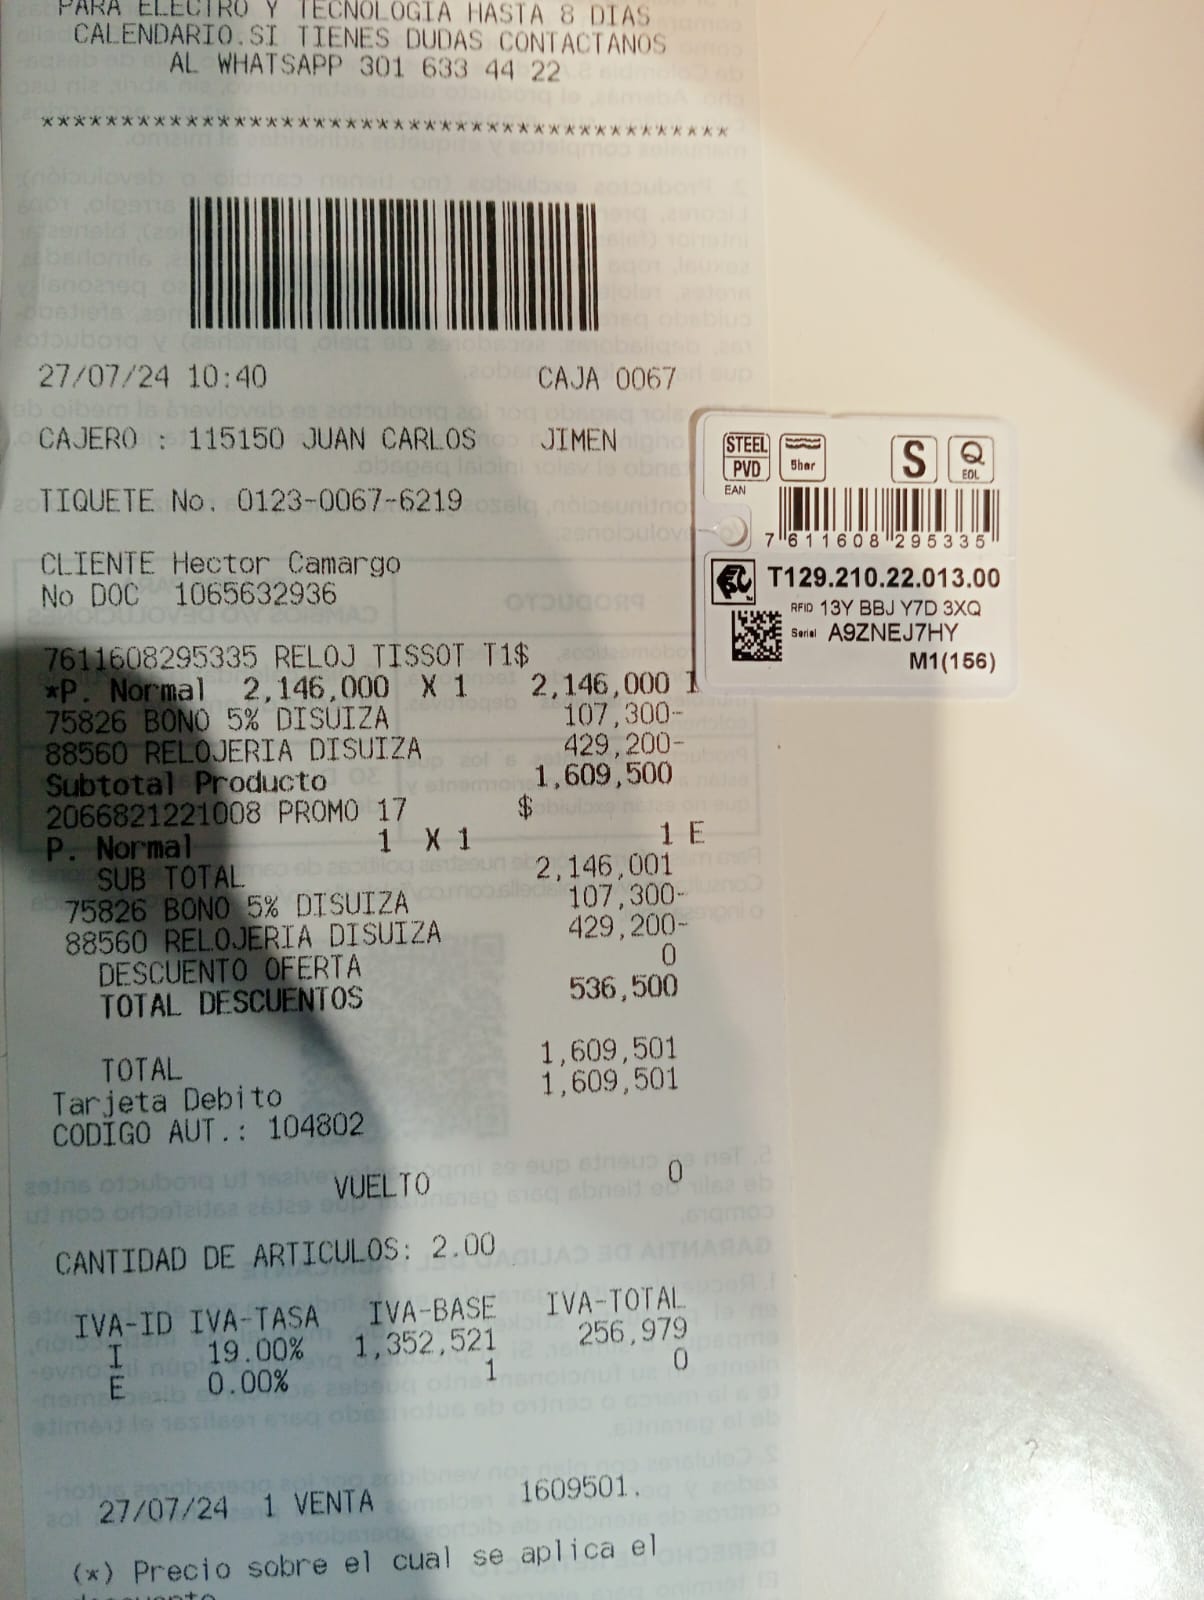 PARA ELECTRO Y TECNOLOGIA HASTA 8 DIAS
CALENDARIO.SI TIENES DUDAS CONTACTANOS
AL WHATSAPP 301 633 44 22
*******************************************
27/07/24 10:40 CAJA 0067
CAJERO : 115150 JUAN CARLOS JIMEN
TIQUETE No. 0123-0067-6219
CLIENTE Hector Camargo
No DOC 1065632936
7611608295335 RELOJ TISSOT T1$
*P. Normal 2,146,000 X 1 2,146,000 I
75826 BONO 5% DISUIZA 107,300-
88560 RELOJERIA DISUIZA 429,200-
Subtotal Producto 1,609,500
2066821221008 PROMO 17 $
P. Normal 1 X 1 1 E
SUB TOTAL 2,146,001
75826 BONO 5% DISUIZA 107,300-
88560 RELOJERIA DISUIZA 429,200-
DESCUENTO OFERTA 0
TOTAL DESCUENTOS 536,500
TOTAL 1,609,501
Tarjeta Debito 1,609,501
CODIGO AUT.: 104802
VUELTO 0
CANTIDAD DE ARTICULOS: 2.00
IVA-ID IVA-TASA IVA-BASE IVA-TOTAL
I 19.00% 1,352,521 256,979
E 0.00% 1 0
27/07/24 1 VENTA 1609501.
(*) Precio sobre el cual se aplica el
STEEL
PVD
5bar
S
Q
EOL
EAN
7 611608 295335
T129.210.22.013.00
RFID 13Y BBJ Y7D 3XQ
Serial A9ZNEJ7HY
M1(156)